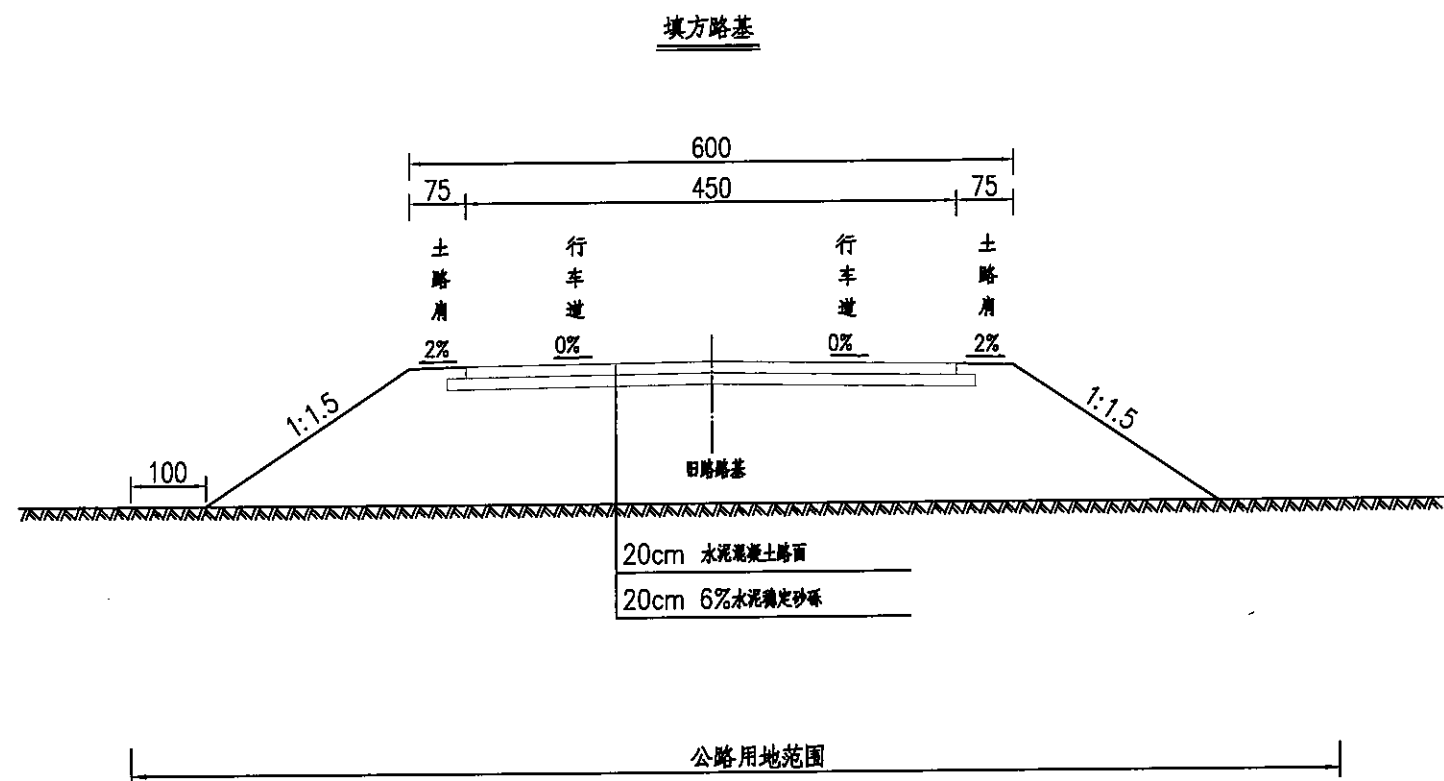 填方路基
600
75 450 75
土路肩 行车道 行车道 土路肩
2% 0% 0% 2%
1:1.5 1:1.5
100
旧路路基
20cm 水泥混凝土路面
20cm 6%水泥稳定砂砾
公路用地范围